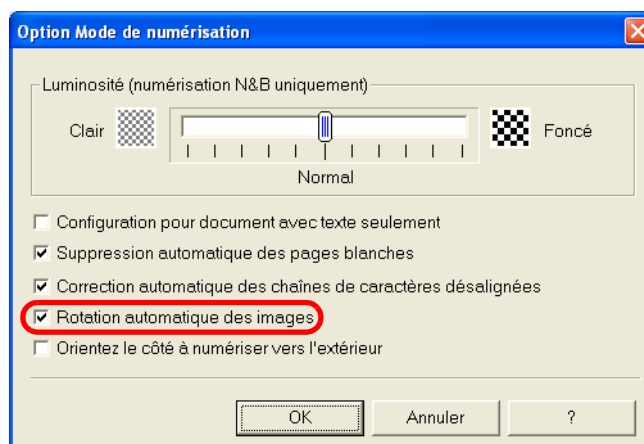 Option Mode de numérisation
Luminosité (numérisation N&B uniquement)
Clair
Foncé
Normal
Configuration pour document avec texte seulement
Suppression automatique des pages blanches
Correction automatique des chaînes de caractères désalignées
Rotation automatique des images
Orientez le côté à numériser vers l'extérieur
OK Annuler ?